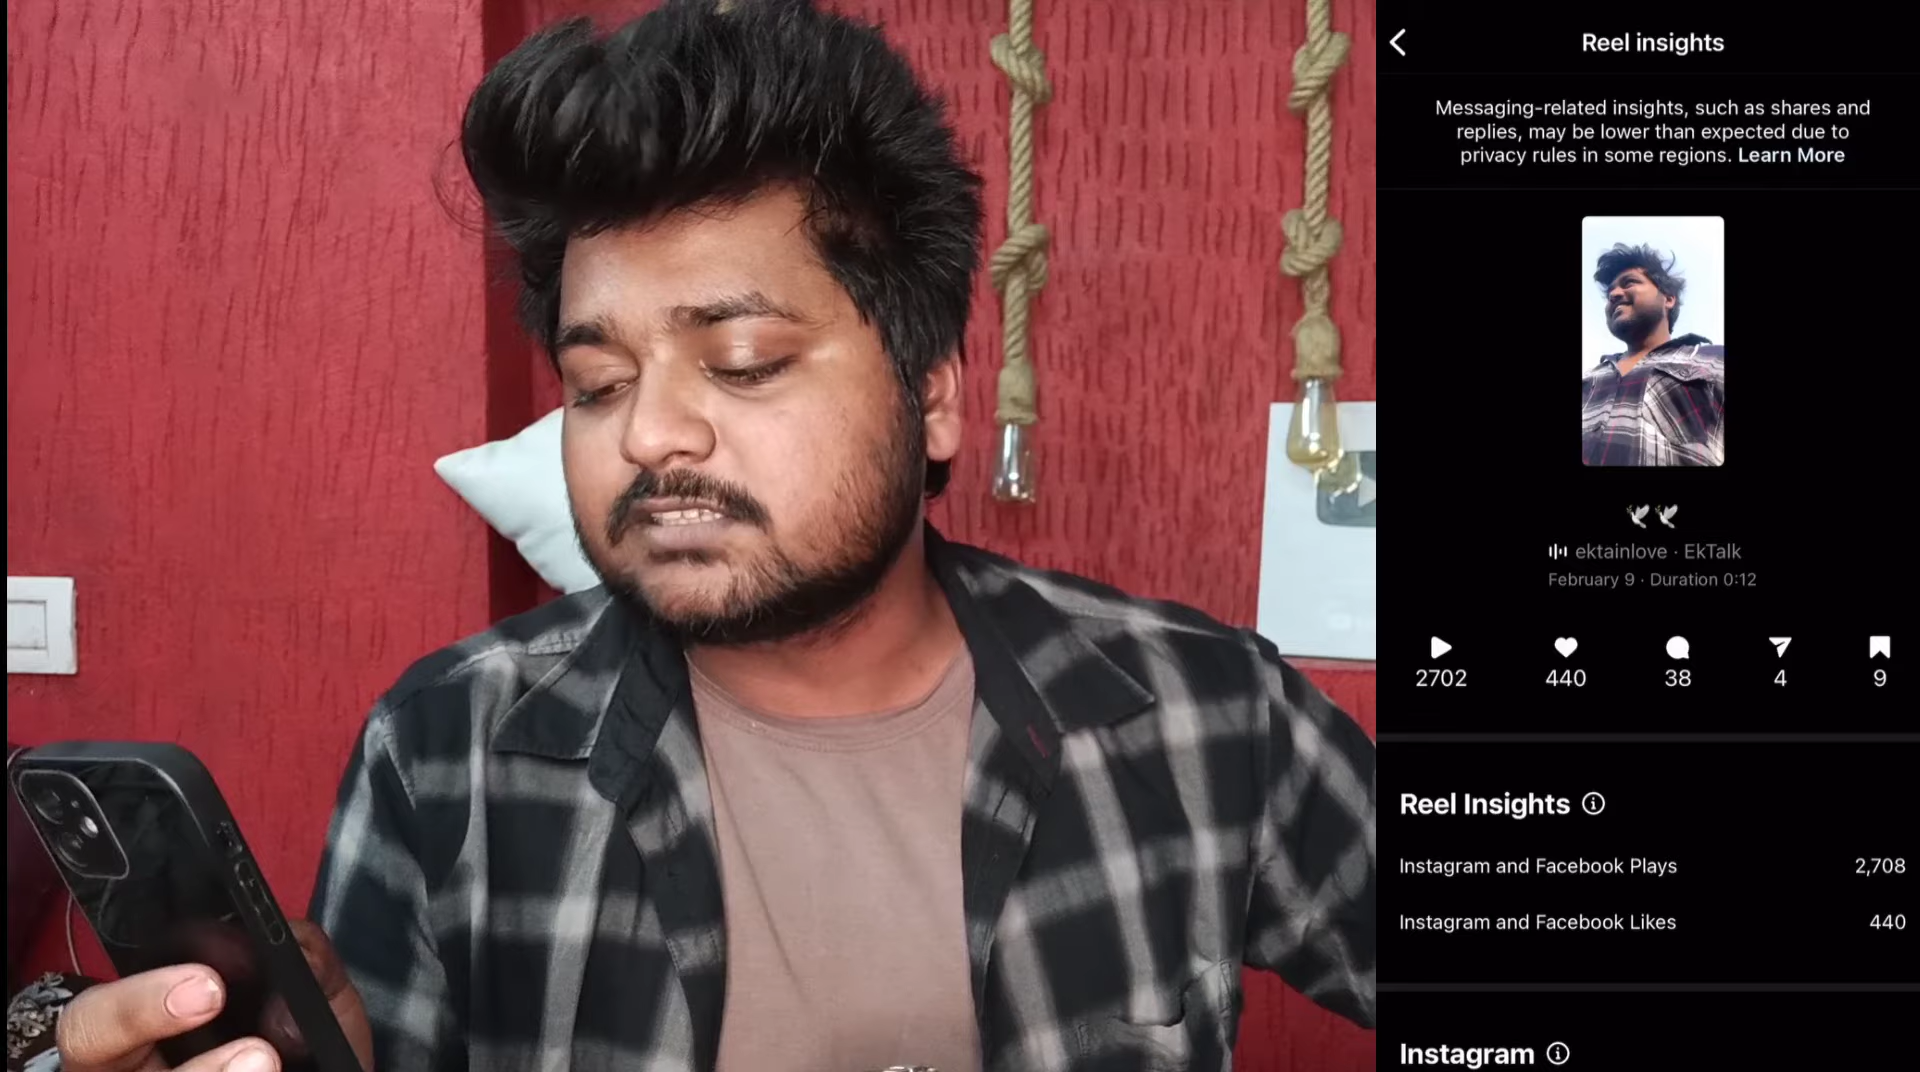 Reel insights
Messaging-related insights, such as shares and
replies, may be lower than expected due to
privacy rules in some regions. Learn More
ektainlove · EkTalk
February 9 · Duration 0:12
2702 440 38 4 9
Reel Insights
Instagram and Facebook Plays 2,708
Instagram and Facebook Likes 440
Instagram